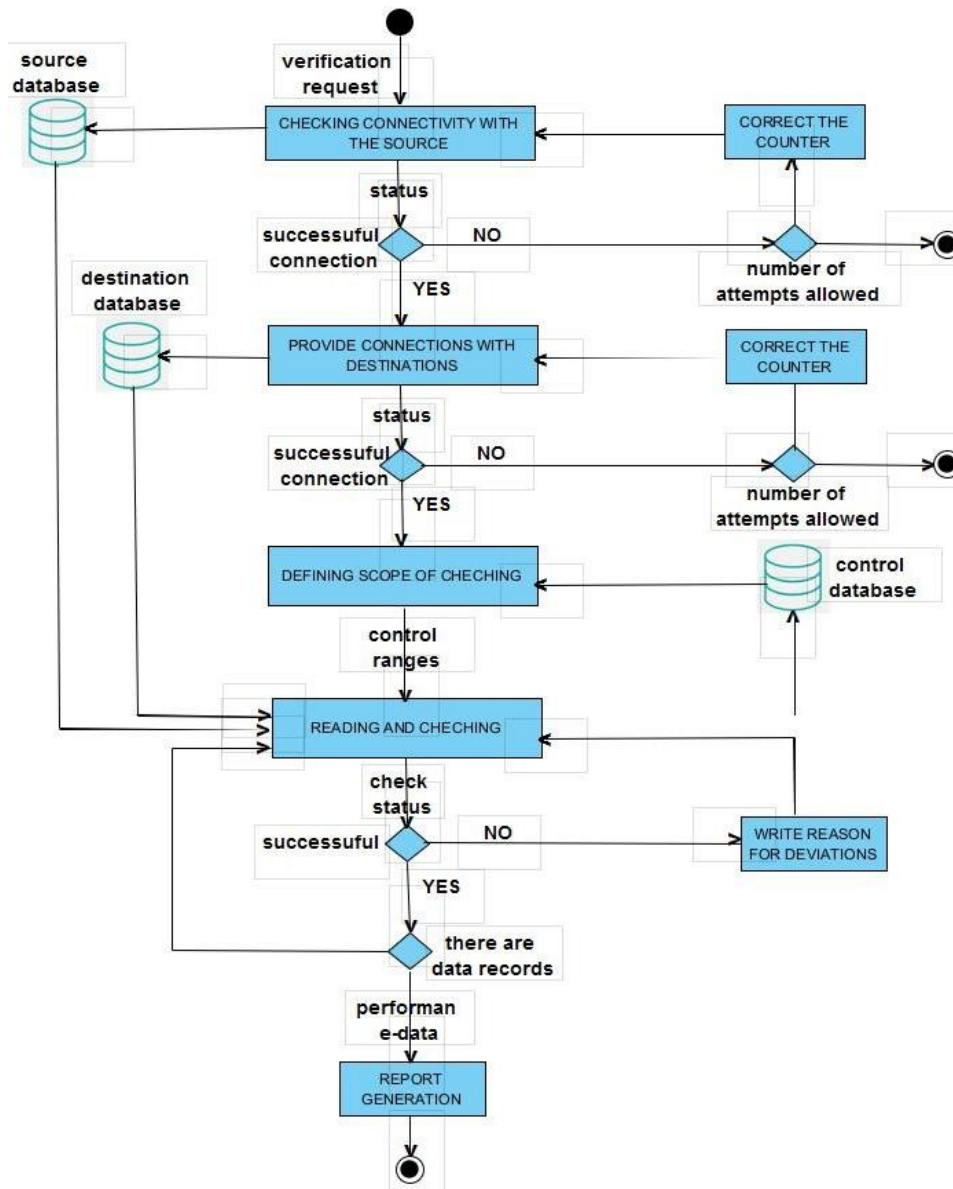 source
database
verification
request
CHECKING CONNECTIVITY WITH
THE SOURCE
CORRECT THE
COUNTER
status
successuful
connection
NO
number of
attempts allowed
YES
destination
database
PROVIDE CONNECTIONS WITH
DESTINATIONS
CORRECT THE
COUNTER
status
successuful
connection
NO
number of
attempts allowed
YES
DEFINING SCOPE OF CHECHING
control
database
control
ranges
READING AND CHECHING
check
status
successuful
NO
WRITE REASON
FOR DEVIATIONS
YES
there are
data records
performan
e-data
REPORT
GENERATION